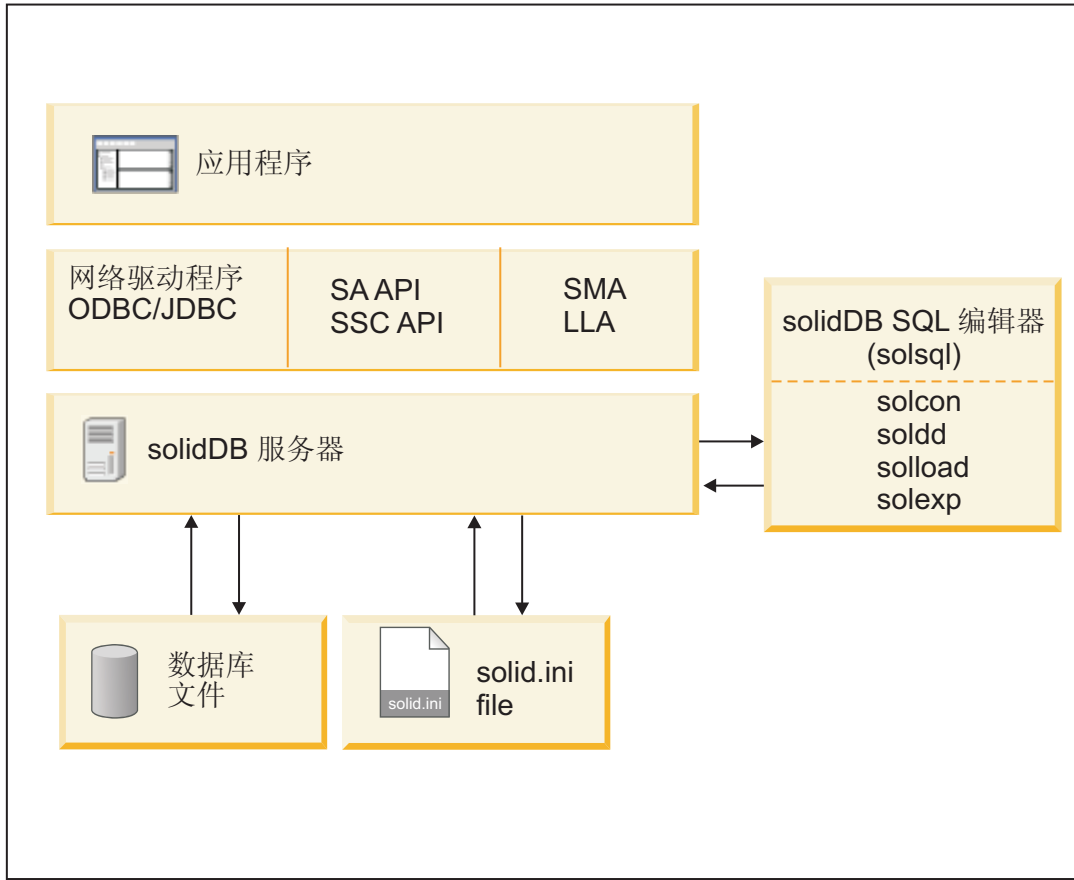 应用程序
网络驱动程序
ODBC/JDBC
SA API
SSC API
SMA
LLA
solidDB SQL 编辑器
(solsql)
solcon
soldd
solload
solexp
solidDB 服务器
数据库
文件
solid.ini
solid.ini
file